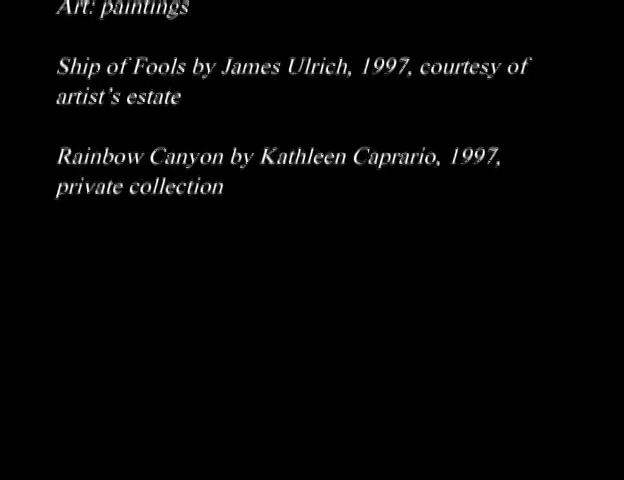 Art: paintings
Ship of Fools by James Ulrich, 1997, courtesy of
artist's estate
Rainbow Canyon by Kathleen Caprario, 1997,
private collection